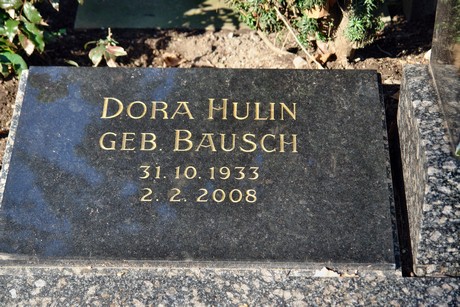 DORA HULIN
GEB. BAUSCH
31. 10. 1933
2. 2. 2008